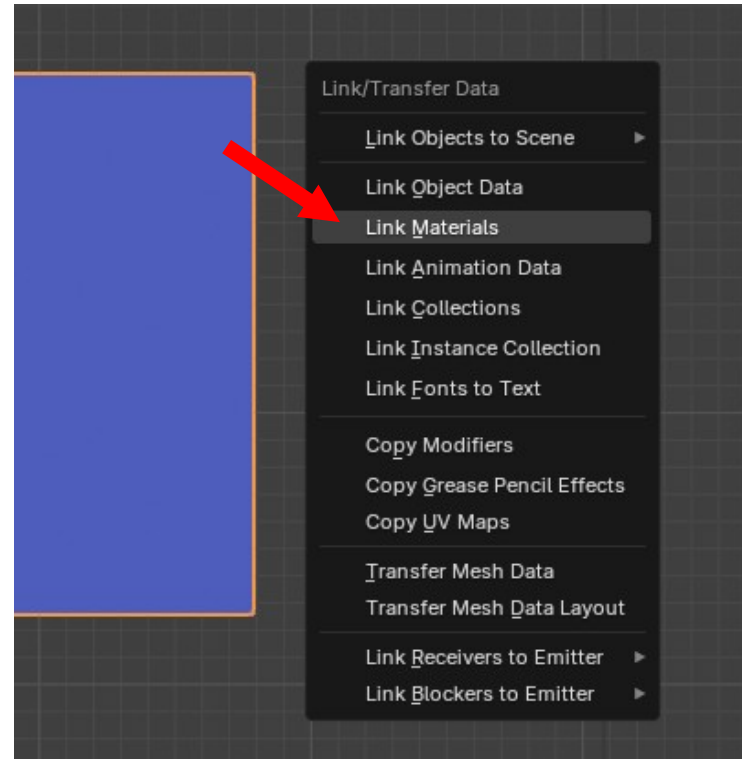 Link/Transfer Data
Link Objects to Scene
Link Object Data
Link Materials
Link Animation Data
Link Collections
Link Instance Collection
Link Fonts to Text
Copy Modifiers
Copy Grease Pencil Effects
Copy UV Maps
Transfer Mesh Data
Transfer Mesh Data Layout
Link Receivers to Emitter
Link Blockers to Emitter